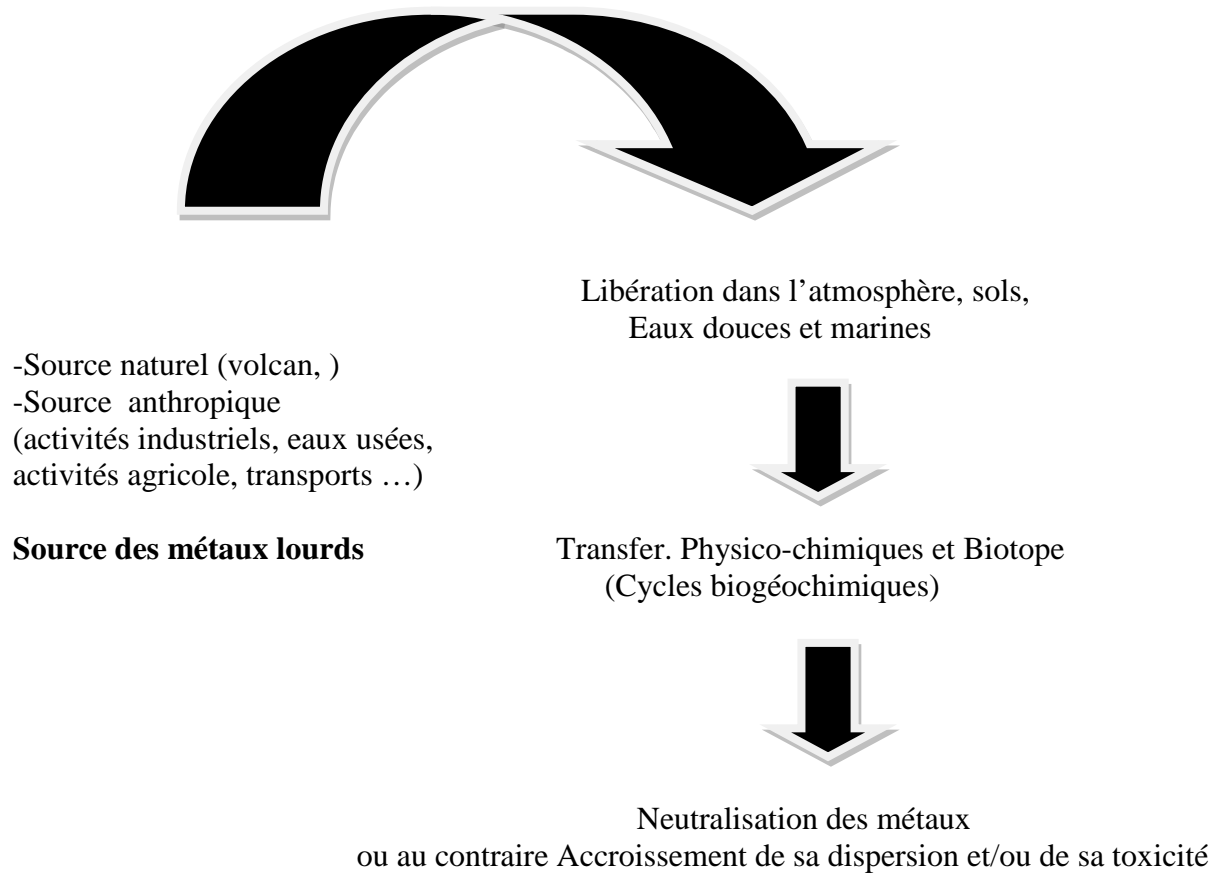 Libération dans l’atmosphère, sols,
Eaux douces et marines
-Source naturel (volcan, )
-Source anthropique
(activités industriels, eaux usées,
activités agricole, transports …)
Source des métaux lourds
Transfer. Physico-chimiques et Biotope
(Cycles biogéochimiques)
Neutralisation des métaux
ou au contraire Accroissement de sa dispersion et/ou de sa toxicité